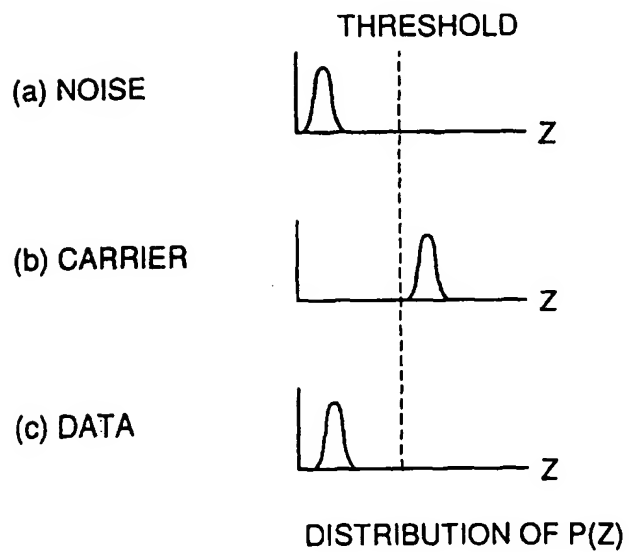 THRESHOLD
(a) NOISE
Z
(b) CARRIER
Z
(c) DATA
Z
DISTRIBUTION OF P(Z)